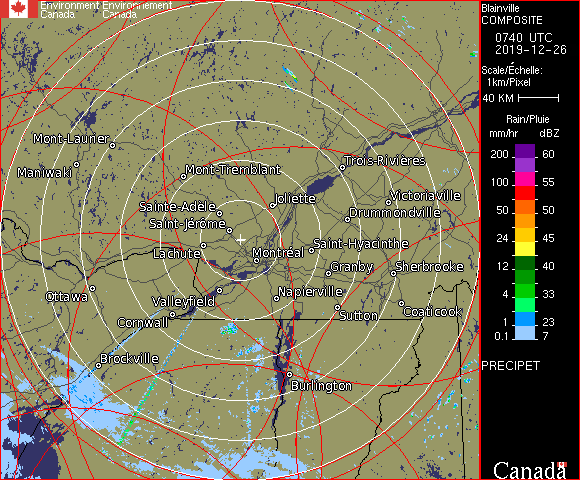 Environment Environnement
Canada Canada
Blainville
COMPOSITE
0740 UTC
2019-12-26
Scale/Échelle:
1km/Pixel
40 KM
Rain/Pluie
mm/hr dBZ
200 60
100 55
50 50
24 45
12 40
4 33
1 23
0.1 7
PRECIPET
Canada
Mont-Laurier
Maniwaki
Mont-Tremblant
Trois-Rivières
Joliette
Victoriaville
Sainte-Adèle
Drummondville
Saint-Jérôme
Saint-Hyacinthe
Lachute
Montréal
Granby
Sherbrooke
Ottawa
Valleyfield
Napierville
Cornwall
Sutton
Coaticook
Brockville
Burlington